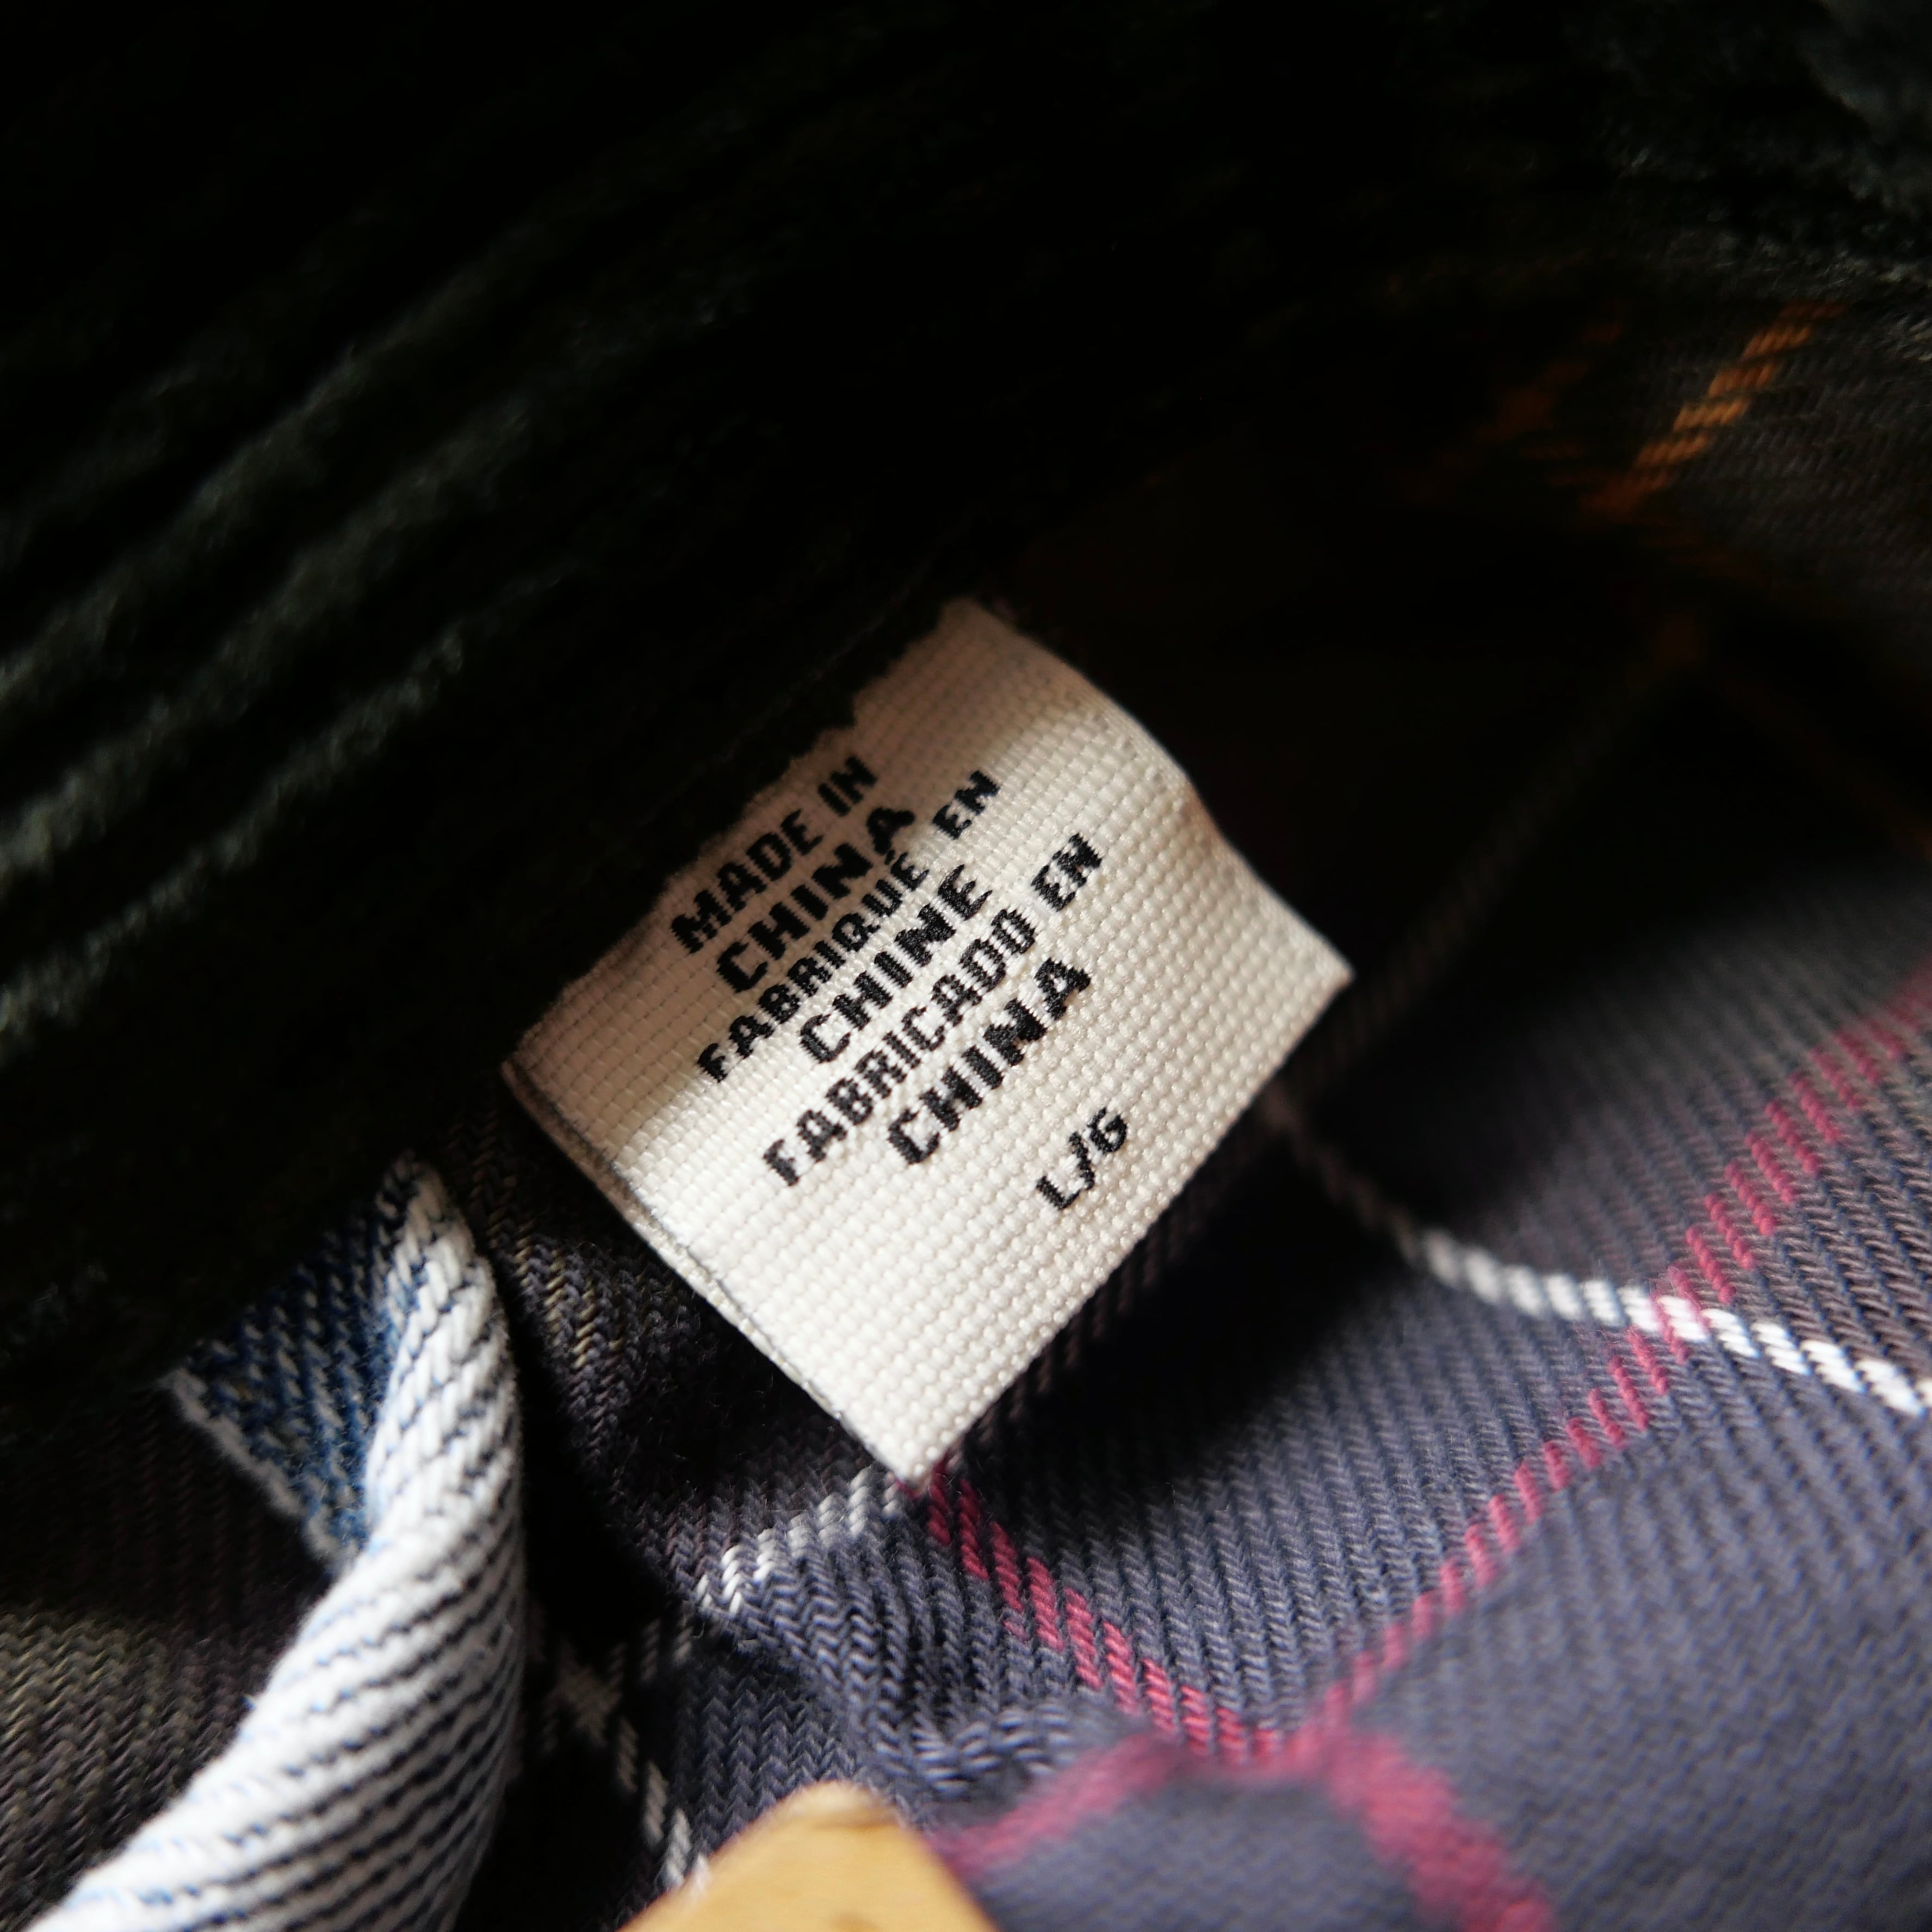 MADE IN
CHINA
FABRIQUÉ EN
CHINE
FABRICADO EN
CHINA
L/G